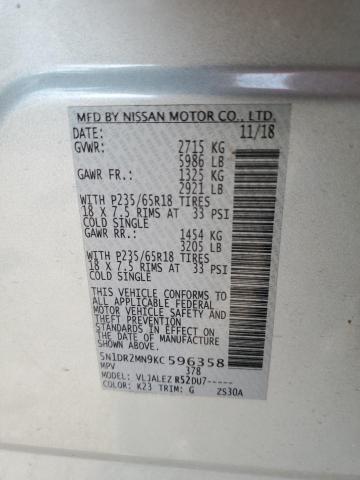 MFD BY NISSAN MOTOR CO., LTD.
DATE: 11/18
GVWR: 2715 KG
5986 LB
GAWR FR.: 1325 KG
2921 LB
WITH P235/65R18 TIRES
18 X 7.5 RIMS AT 33 PSI
COLD SINGLE
GAWR RR.: 1454 KG
3205 LB
WITH P235/65R18 TIRES
18 X 7.5 RIMS AT 33 PSI
COLD SINGLE
THIS VEHICLE CONFORMS TO ALL
APPLICABLE FEDERAL
MOTOR VEHICLE SAFETY
STANDARDS IN EFFECT ON
THE DATE OF MANUFACTURE
SHOWN ABOVE.
5N1DR2MN9KC596358
MPV 378
MODEL: VLJALEZ R52DU7-----
COLOR: K23 TRIM: G 2S30A